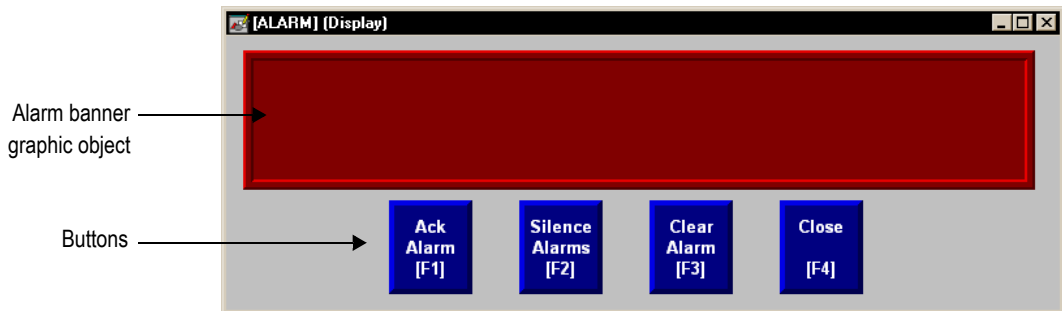 [ALARM] (Display)
Alarm banner
graphic object
Buttons
Ack
Alarm
[F1]
Silence
Alarms
[F2]
Clear
Alarm
[F3]
Close
[F4]